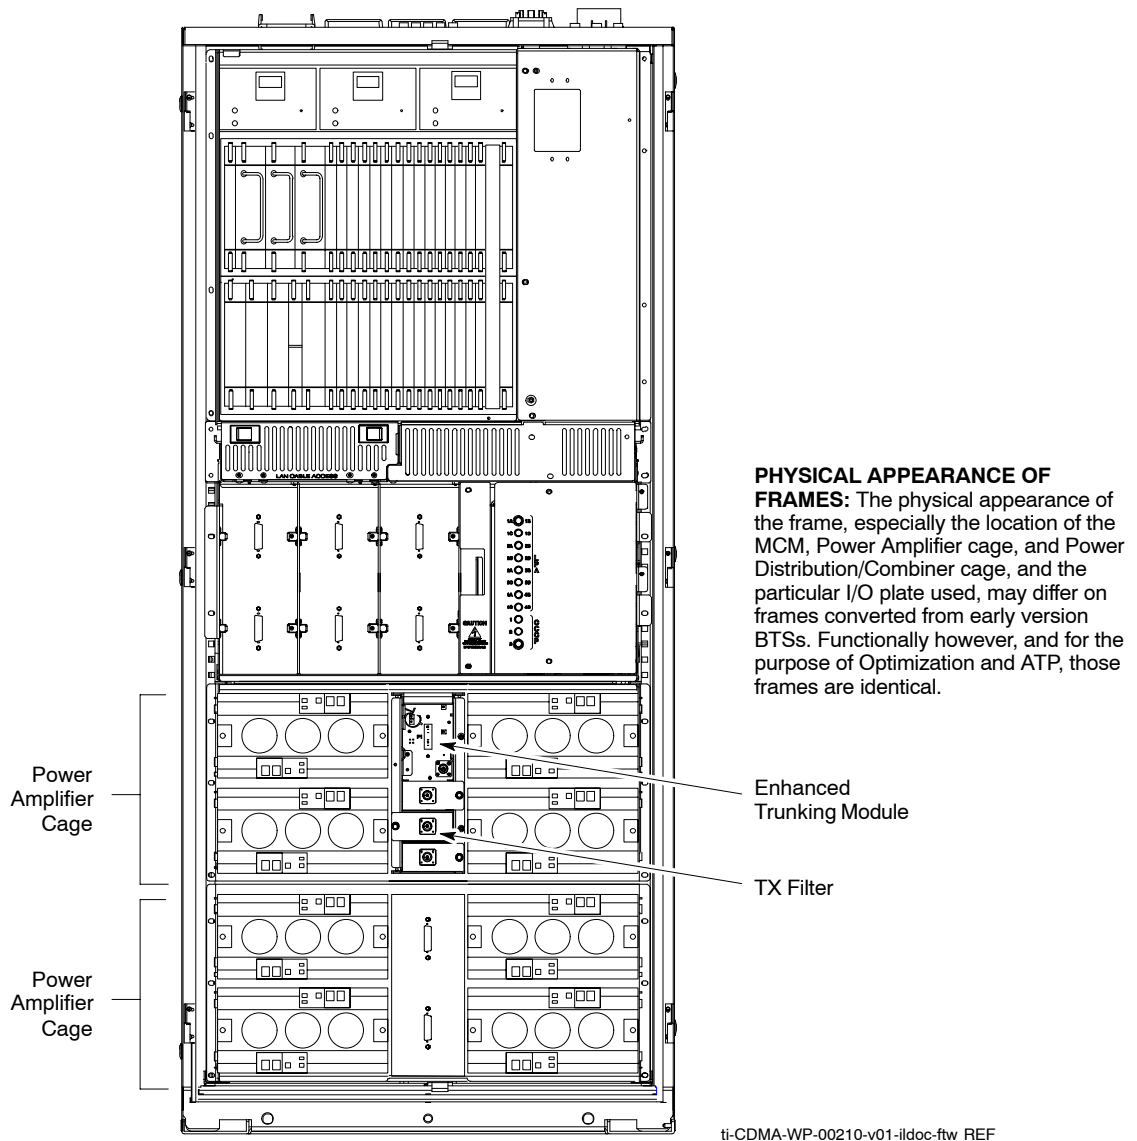 LAN CABLE ACCESS
CAUTION
PHYSICAL APPEARANCE OF
FRAMES: The physical appearance of
the frame, especially the location of the
MCM, Power Amplifier cage, and Power
Distribution/Combiner cage, and the
particular I/O plate used, may differ on
frames converted from early version
BTSs. Functionally however, and for the
purpose of Optimization and ATP, those
frames are identical.
Power
Amplifier
Cage
Enhanced
Trunking Module
TX Filter
Power
Amplifier
Cage
ti-CDMA-WP-00210-v01-ildoc-ftw REF